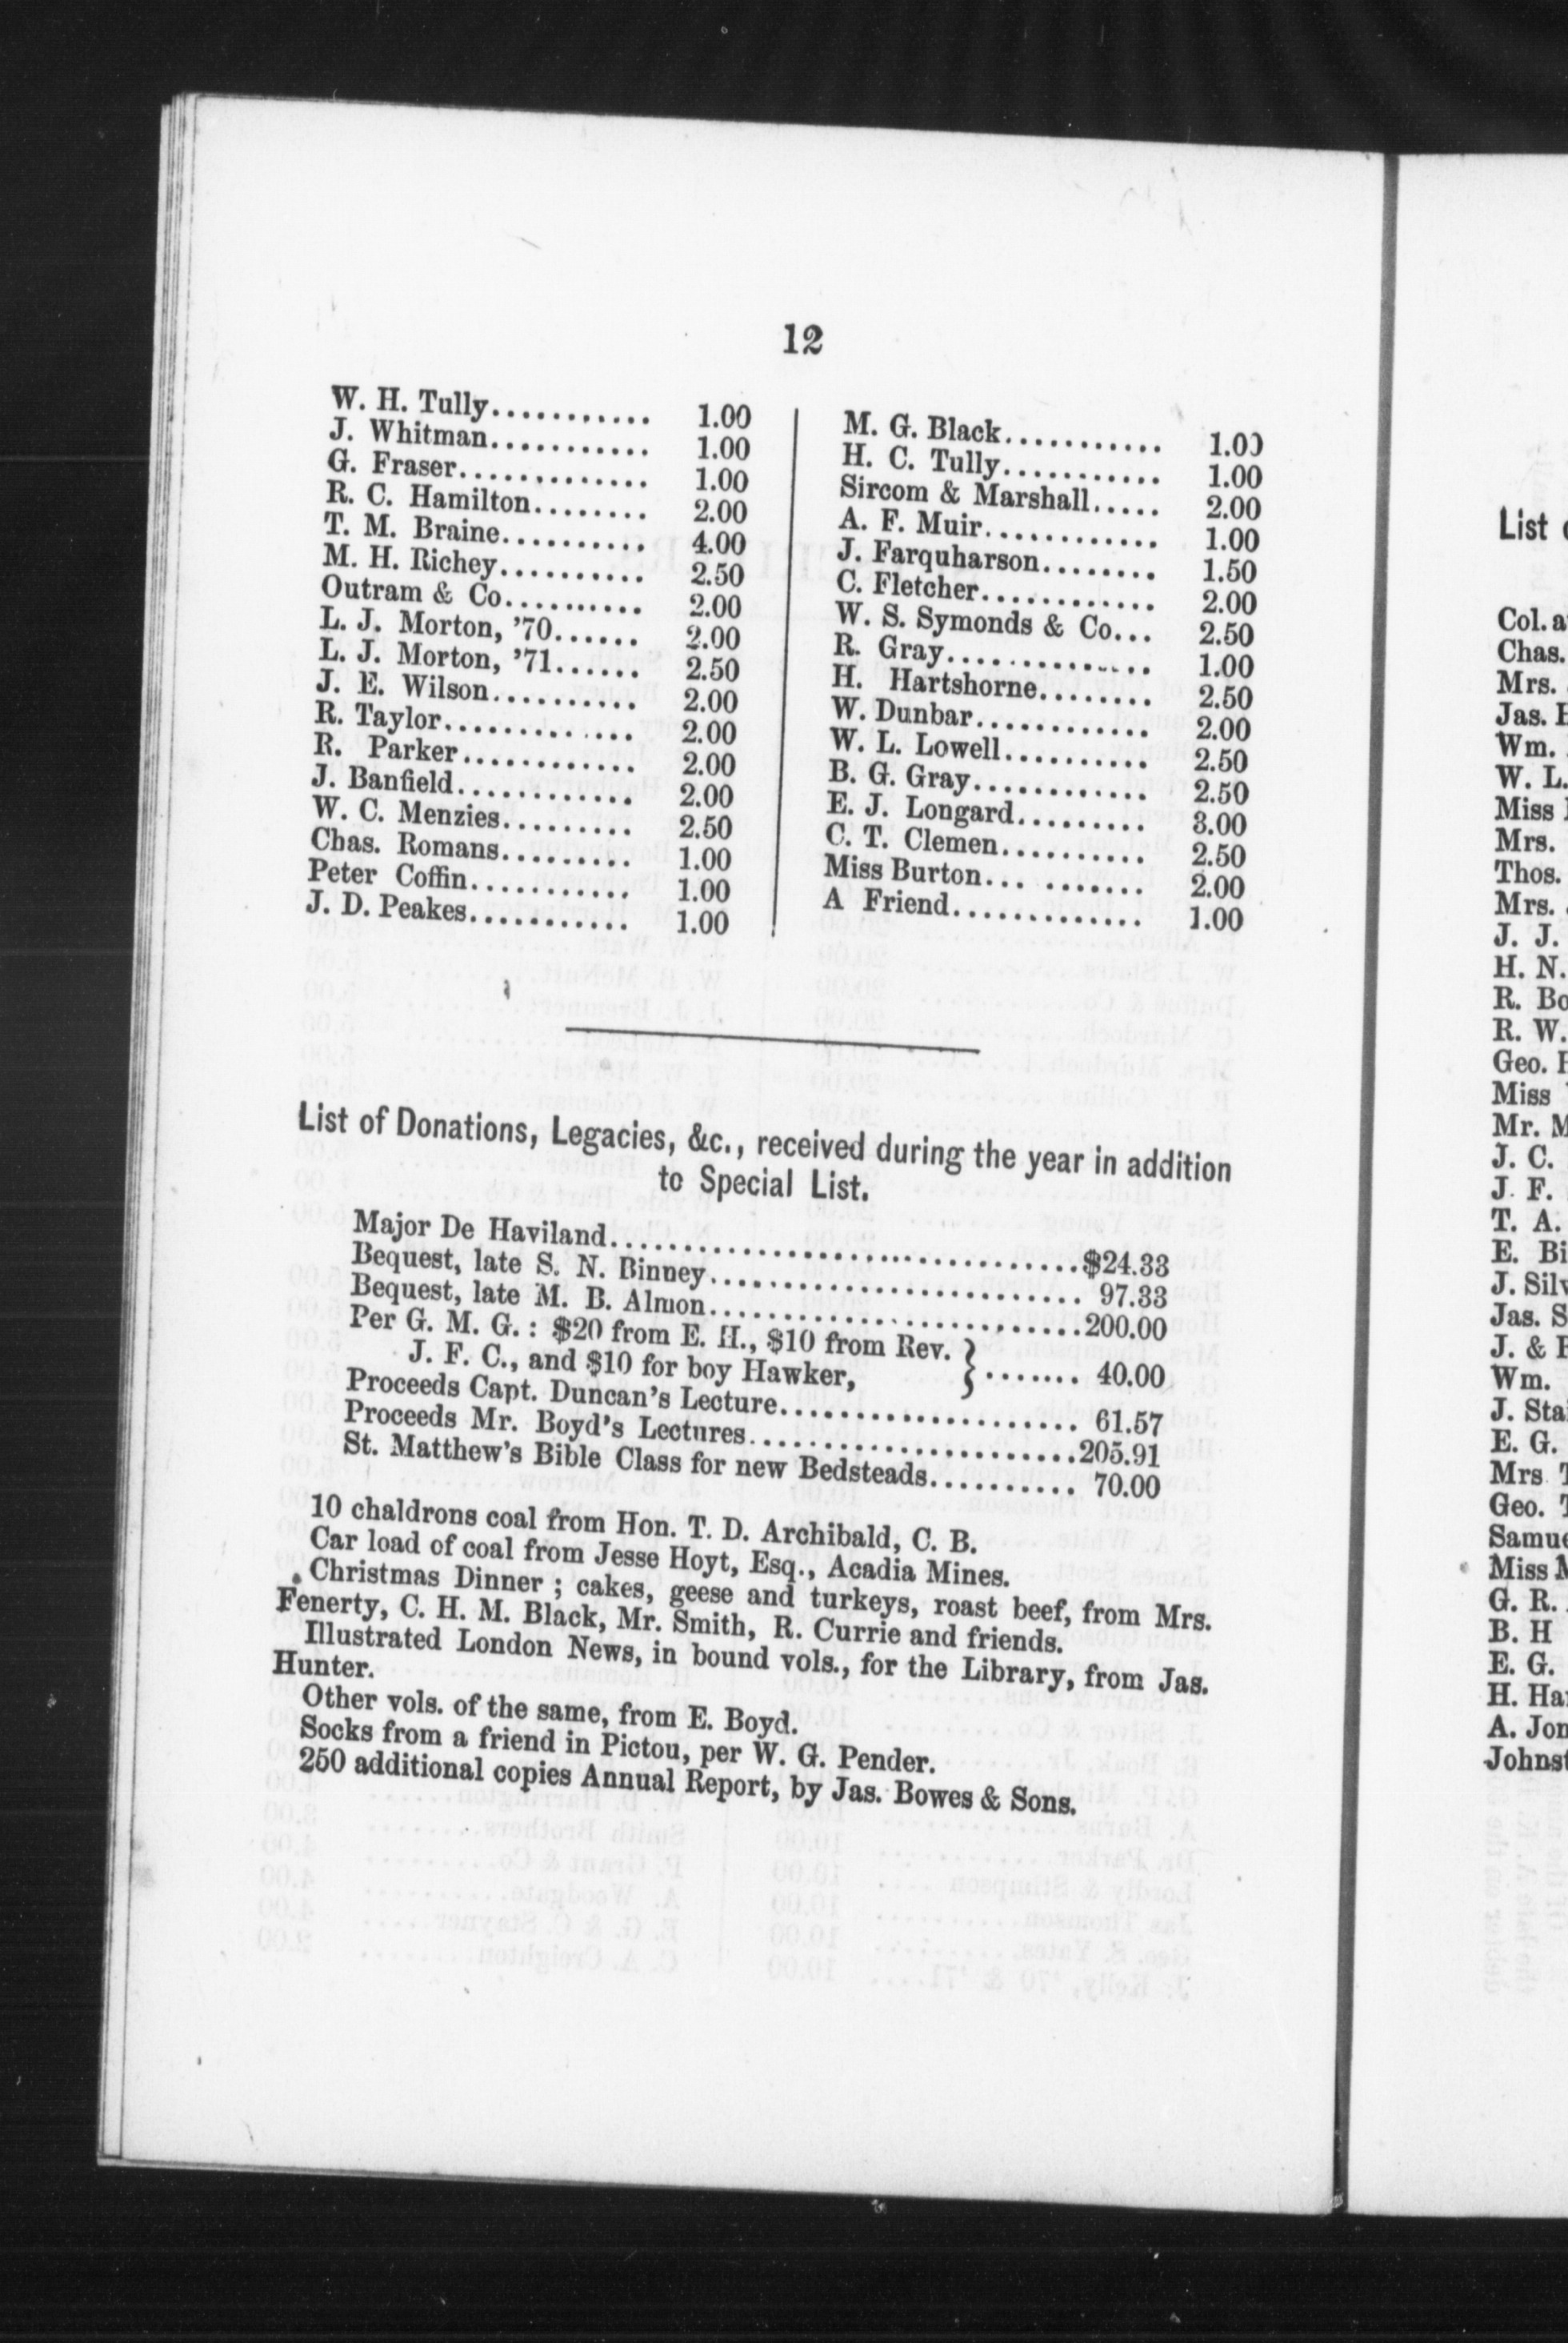 12
W. H. Tully........... 1.00
J. Whitman........... 1.00
G. Fraser............. 1.00
R. C. Hamilton........ 2.00
T. M. Braine.......... 4.00
M. H. Richey.......... 2.50
Outram & Co.......... 2.00
L. J. Morton, '70...... 2.00
L. J. Morton, '71...... 2.50
J. E. Wilson.......... 2.00
R. Taylor............. 2.00
R. Parker............ 2.00
J. Banfield............ 2.00
W. C. Menzies......... 2.50
Chas. Romans......... 1.00
Peter Coffin........... 1.00
J. D. Peakes........... 1.00
M. G. Black........... 1.00
H. C. Tully........... 1.00
Sircom & Marshall..... 2.00
A. F. Muir............ 1.00
J. Farquharson........ 1.50
C. Fletcher............ 2.00
W. S. Symonds & Co... 2.50
R. Gray.............. 1.00
H. Hartshorne........ 2.50
W. Dunbar............ 2.00
W. L. Lowell.......... 2.50
B. G. Gray............ 2.50
E. J. Longard......... 3.00
C. T. Clemen.......... 2.50
Miss Burton.......... 2.00
A Friend............. 1.00
List of Donations, Legacies, &c., received during the year in addition
to Special List.
Major De Haviland.................................$24.33
Bequest, late S. N. Binney.......................... 97.33
Bequest, late M. B. Almon..........................200.00
Per G. M. G. : $20 from E. H., $10 from Rev.
J. F. C., and $10 for boy Hawker, } ....... 40.00
Proceeds Capt. Duncan's Lecture.................... 61.57
Proceeds Mr. Boyd's Lectures......................205.91
St. Matthew's Bible Class for new Bedsteads.......... 70.00
10 chaldrons coal from Hon. T. D. Archibald, C. B.
Car load of coal from Jesse Hoyt, Esq., Acadia Mines.
Christmas Dinner ; cakes, geese and turkeys, roast beef, from Mrs.
Fenerty, C. H. M. Black, Mr. Smith, R. Currie and friends.
Illustrated London News, in bound vols., for the Library, from Jas.
Hunter.
Other vols. of the same, from E. Boyd.
Socks from a friend in Pictou, per W. G. Pender.
250 additional copies Annual Report, by Jas. Bowes & Sons.
List
Col.
Chas.
Mrs.
Jas.
Wm.
W. L.
Miss
Mrs.
Thos.
Mrs.
J. J.
H. N.
R.
R. W.
Geo.
Miss
Mr.
J. C.
J. F.
T. A.
E.
J.
Jas.
J. &
Wm.
J.
E. G.
Mrs
Geo.
Miss
G. R.
B. H
E. G.
H.
A.